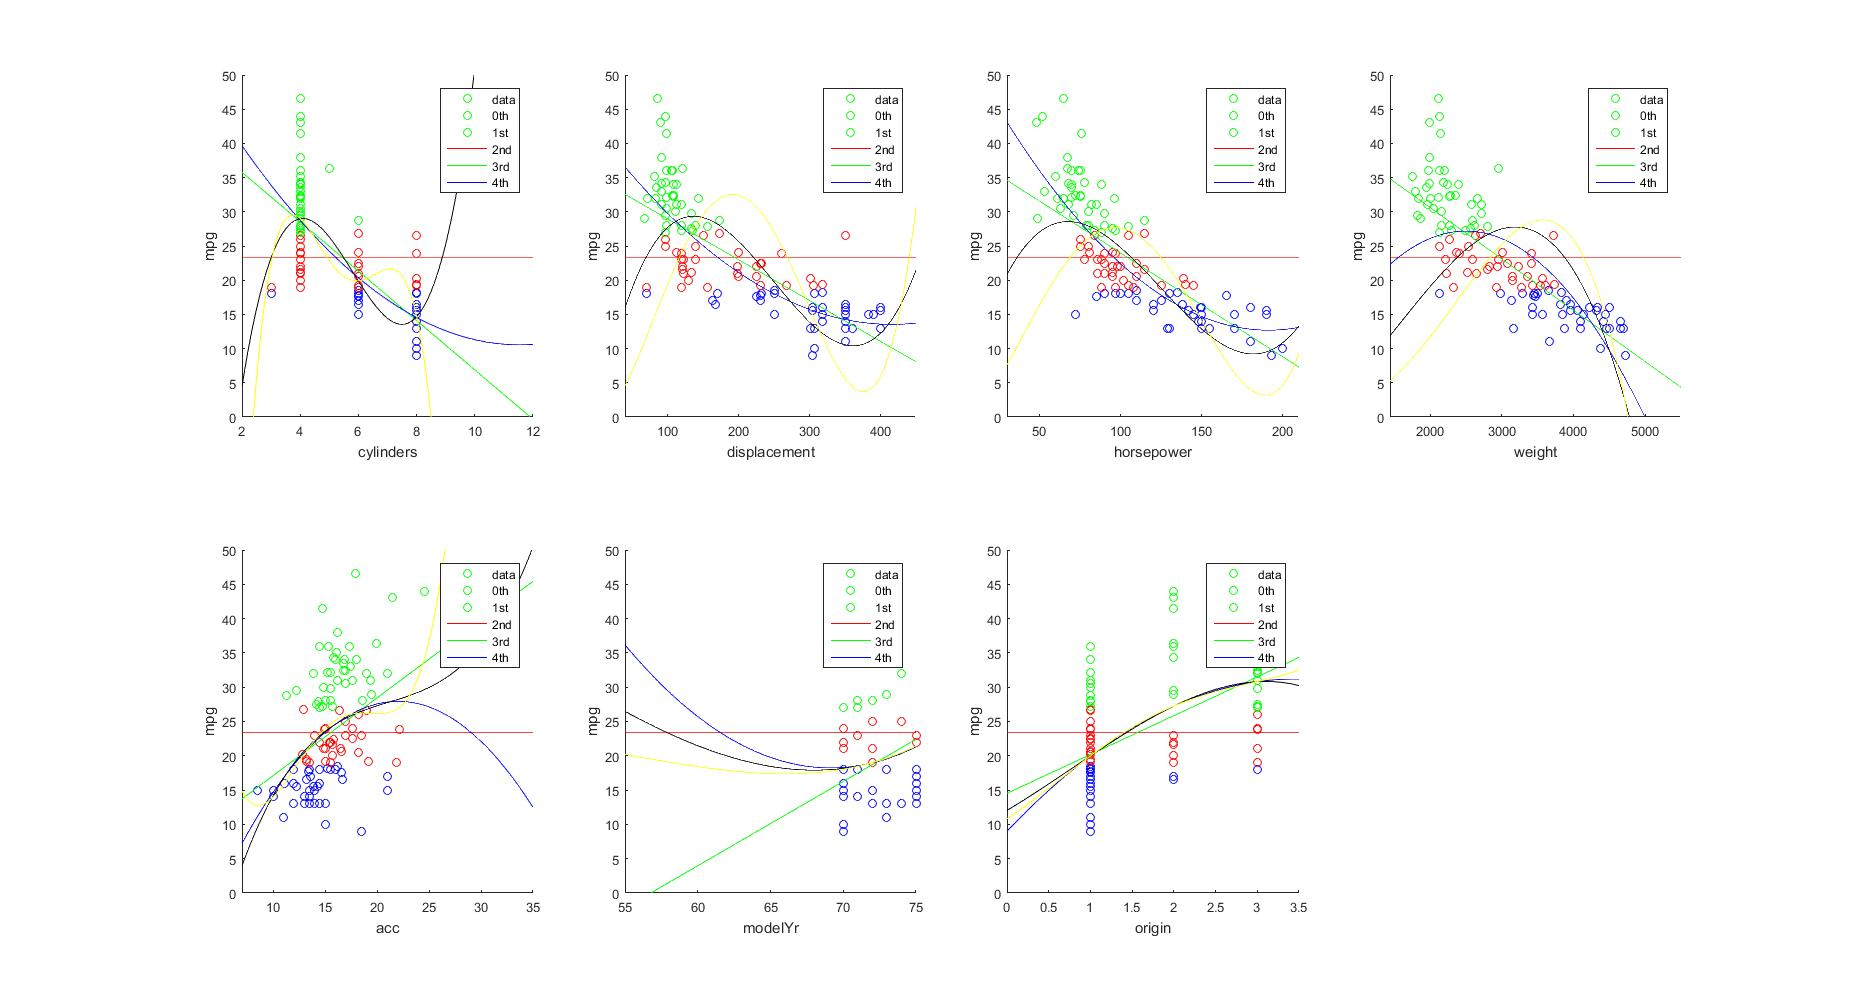 50
45
40
35
30
25
20
15
10
5
0
mpg
2 4 6 8 10 12
cylinders
data
0th
1st
2nd
3rd
4th
50
45
40
35
30
25
20
15
10
5
0
mpg
100 200 300 400
displacement
data
0th
1st
2nd
3rd
4th
50
45
40
35
30
25
20
15
10
5
0
mpg
50 100 150 200
horsepower
data
0th
1st
2nd
3rd
4th
50
45
40
35
30
25
20
15
10
5
0
mpg
2000 3000 4000 5000
weight
data
0th
1st
2nd
3rd
4th
50
45
40
35
30
25
20
15
10
5
0
mpg
10 15 20 25 30 35
acc
data
0th
1st
2nd
3rd
4th
50
45
40
35
30
25
20
15
10
5
0
mpg
55 60 65 70 75
modelYr
data
0th
1st
2nd
3rd
4th
50
45
40
35
30
25
20
15
10
5
0
mpg
0 0.5 1 1.5 2 2.5 3 3.5
origin
data
0th
1st
2nd
3rd
4th